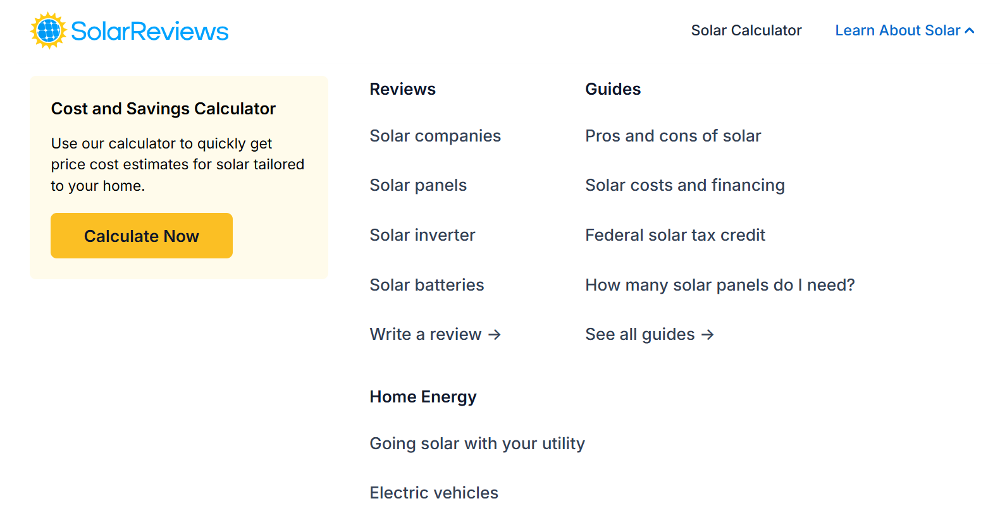 SolarReviews
Solar Calculator
Learn About Solar
Cost and Savings Calculator
Use our calculator to quickly get
price cost estimates for solar tailored
to your home.
Calculate Now
Reviews
Solar companies
Solar panels
Solar inverter
Solar batteries
Write a review →
Guides
Pros and cons of solar
Solar costs and financing
Federal solar tax credit
How many solar panels do I need?
See all guides →
Home Energy
Going solar with your utility
Electric vehicles